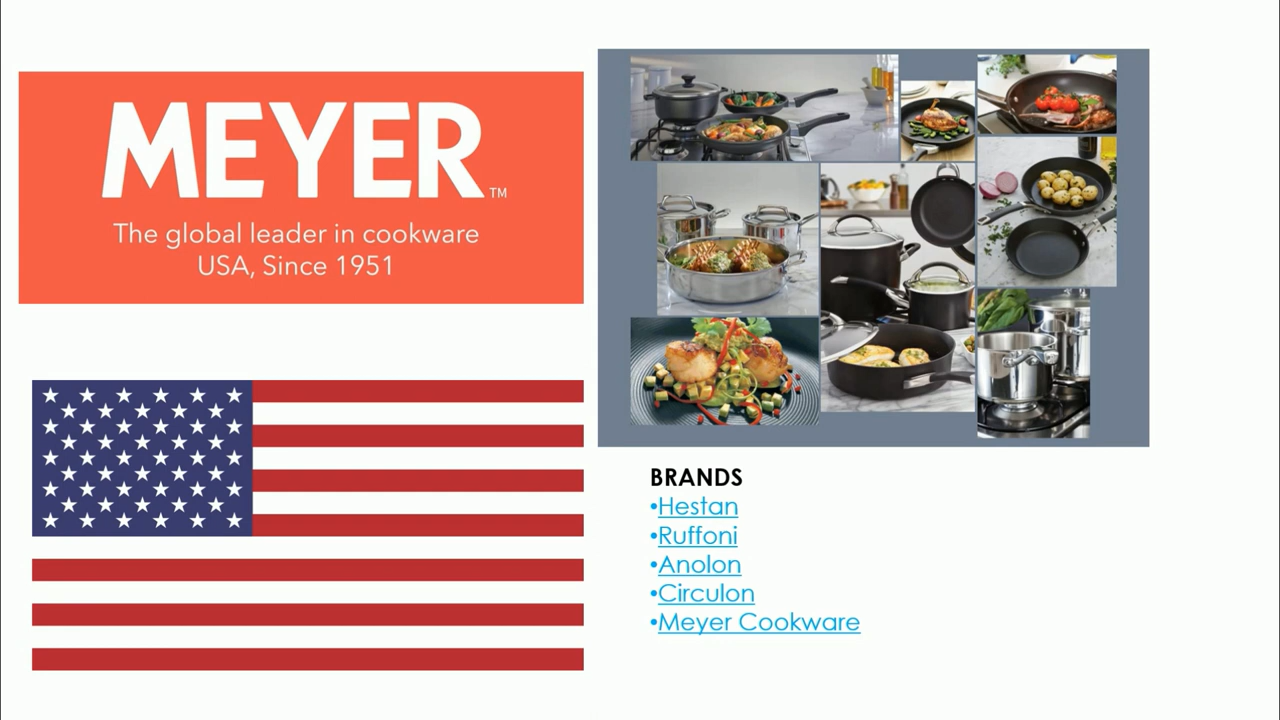 MEYER™
The global leader in cookware
USA, Since 1951
BRANDS
•Hestan
•Ruffoni
•Anolon
•Circulon
•Meyer Cookware